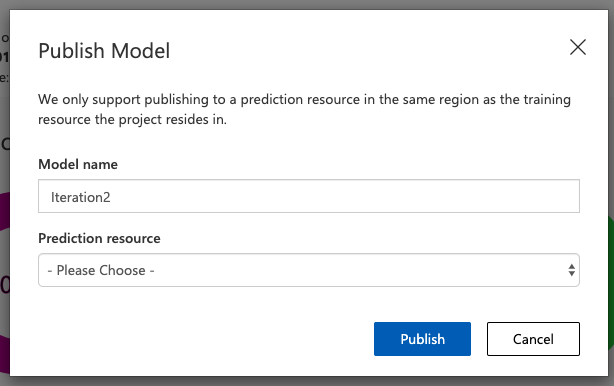 Publish Model
We only support publishing to a prediction resource in the same region as the training
resource the project resides in.
Model name
Iteration2
Prediction resource
- Please Choose -
Publish Cancel